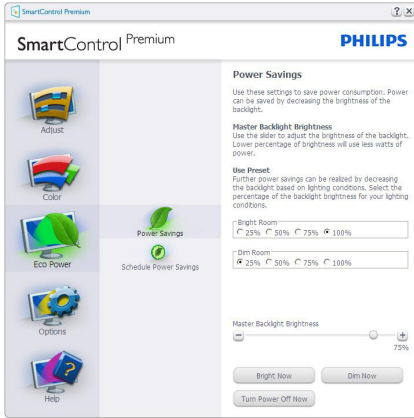 SmartControl Premium
SmartControl Premium
PHILIPS
Adjust
Color
Eco Power
Options
Help
Power Savings
Schedule Power Savings
Power Savings
Use these settings to save power consumption. Power
can be saved by decreasing the brightness of the
backlight.
Master Backlight Brightness
Use the slider to adjust the brightness of the backlight.
Lower percentage of brightness will use less watts of
power.
Use Preset
Further power savings can be realized by decreasing
the backlight based on lighting conditions. Select the
percentage of the backlight brightness for your lighting
conditions.
Bright Room
25% 50% 75% 100%
Dim Room
25% 50% 75% 100%
Master Backlight Brightness
75%
Bright Now Dim Now
Turn Power Off Now